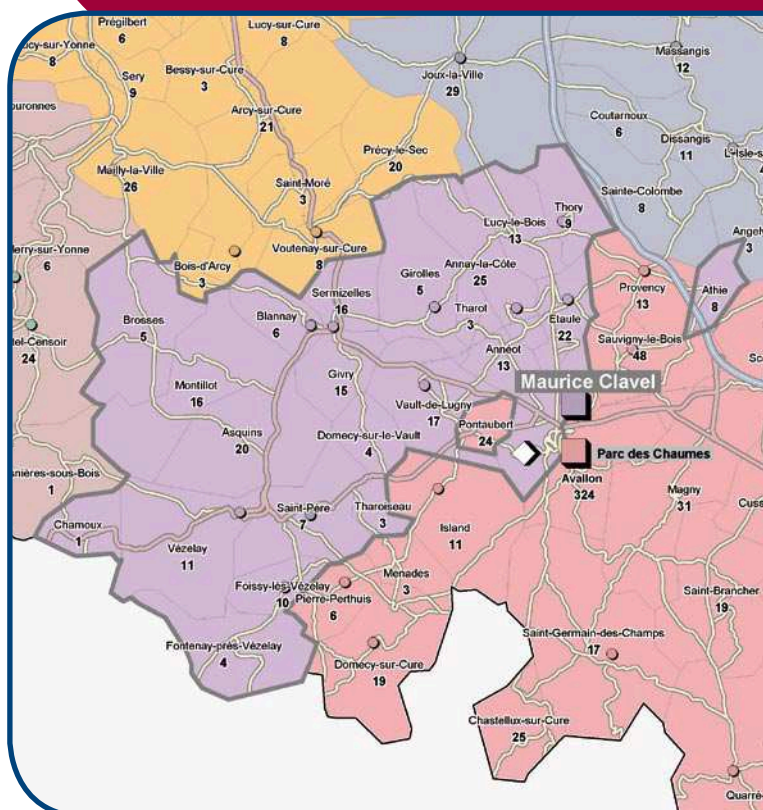 Prégilbert
6
Lucy-sur-Cure
8
Massangis
12
8
Sery
9
Bessy-sur-Cure
3
Joux-la-Ville
29
Arcy-sur-Cure
21
Coutarnoux
6
Dissangis
11
Précy-le-Sec
20
Mailly-la-Ville
26
Saint-Moré
3
Sainte-Colombe
8
Thory
9
Lucy-le-Bois
13
Voutenay-sur-Cure
8
6
Bois-d'Arcy
3
Girolles
5
Annay-la-Côte
25
3
Provency
13
Athie
8
Sermizelles
16
Tharot
3
Etaule
22
Brosses
5
Blannay
6
Sauvigny-le-Bois
48
24
Annéot
13
Givry
15
Maurice Clavel
Montillot
16
Vault-de-Lugny
17
Pontaubert
24
Asquins
20
Domecy-sur-le-Vault
4
Parc des Chaumes
Avallon
324
1
Magny
31
Saint-Père
7
Tharoiseau
3
Chamoux
1
Island
11
Vézelay
11
Menades
3
Foissy-lès-Vézelay
10
Pierre-Perthuis
6
Saint-Brancher
19
Saint-Germain-des-Champs
17
Fontenay-près-Vézelay
4
Domecy-sur-Cure
19
Chastellux-sur-Cure
25